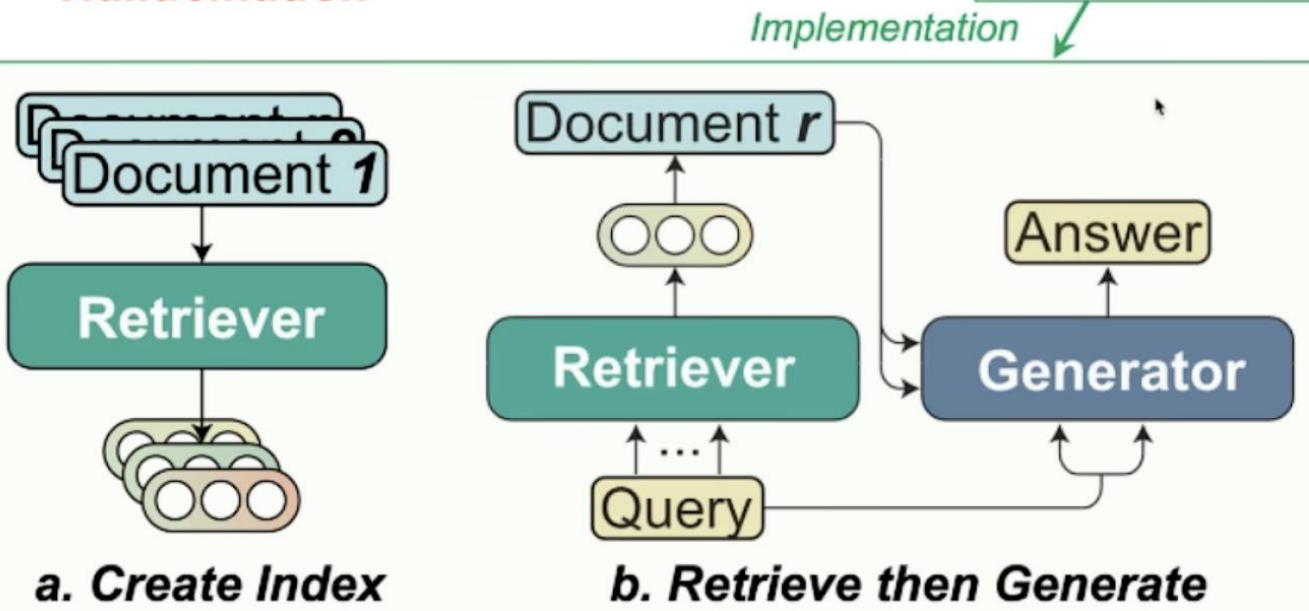 Implementation
Document 1
Retriever
a. Create Index
Document r
Answer
Retriever
Generator
...
Query
b. Retrieve then Generate